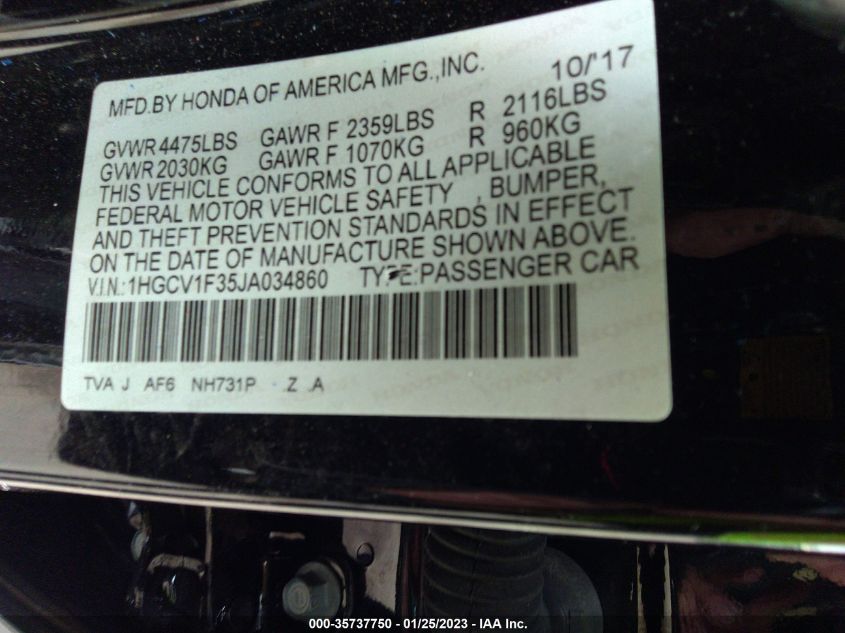 MFD.BY HONDA OF AMERICA MFG.,INC. 10/'17
GVWR 4475LBS GAWR F 2359LBS R 2116LBS
GVWR 2030KG GAWR F 1070KG R 960KG
THIS VEHICLE CONFORMS TO ALL APPLICABLE
FEDERAL MOTOR VEHICLE SAFETY , BUMPER,
AND THEFT PREVENTION STANDARDS IN EFFECT
ON THE DATE OF MANUFACTURE SHOWN ABOVE.
V.I.N.:1HGCV1F35JA034860 TYPE:PASSENGER CAR
TVA J AF6 NH731P Z A
000-35737750 — 01/25/2023 — IAA Inc.